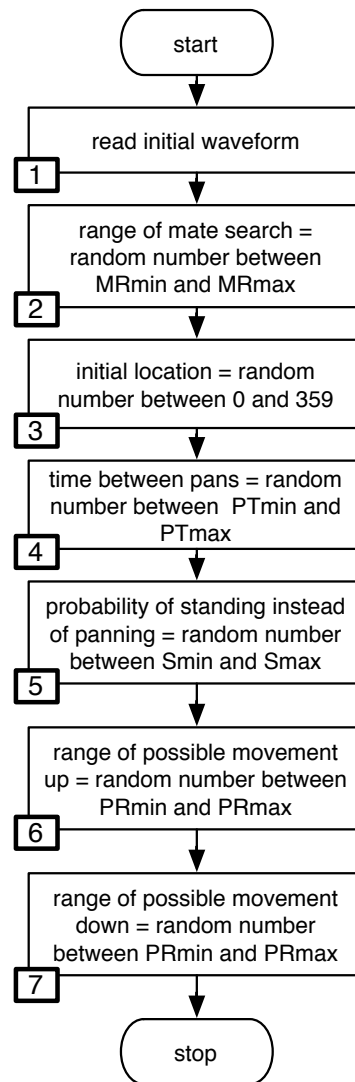 start
read initial waveform
1
range of mate search =
random number between
MRmin and MRmax
2
initial location = random
number between 0 and 359
3
time between pans = random
number between PTmin and
PTmax
4
probability of standing instead
of panning = random number
between Smin and Smax
5
range of possible movement
up = random number between
PRmin and PRmax
6
range of possible movement
down = random number
between PRmin and PRmax
7
stop